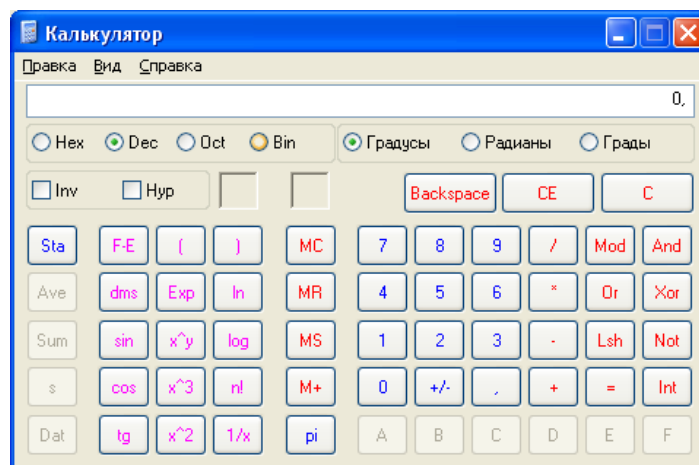 Калькулятор
Правка Вид Справка
0,
Hex Dec Oct Bin Градусы Радианы Грады
Inv Hyp Backspace CE C
Sta F-E ( ) MC 7 8 9 / Mod And
Ave dms Exp ln MR 4 5 6 * Or Xor
Sum sin x^y log MS 1 2 3 - Lsh Not
s cos x^3 n! M+ 0 +/- , + = Int
Dat tg x^2 1/x pi A B C D E F